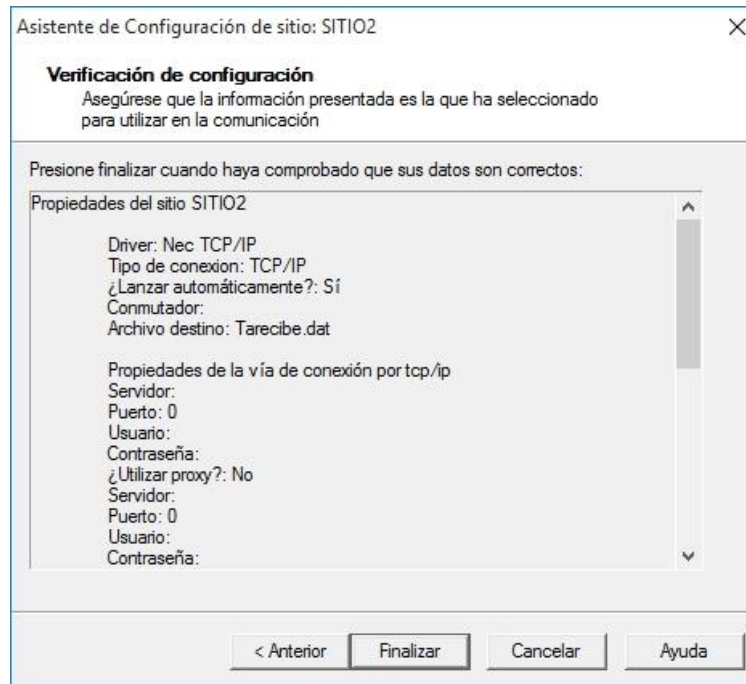 Asistente de Configuración de sitio: SITIO2
Verificación de configuración
Asegúrese que la información presentada es la que ha seleccionado
para utilizar en la comunicación
Presione finalizar cuando haya comprobado que sus datos son correctos:
Propiedades del sitio SITIO2
Driver: Nec TCP/IP
Tipo de conexion: TCP/IP
¿Lanzar automáticamente?: Sí
Conmutador:
Archivo destino: Tarecibe.dat
Propiedades de la vía de conexión por tcp/ip
Servidor:
Puerto: 0
Usuario:
Contraseña:
¿Utilizar proxy?: No
Servidor:
Puerto: 0
Usuario:
Contraseña:
< Anterior
Finalizar
Cancelar
Ayuda